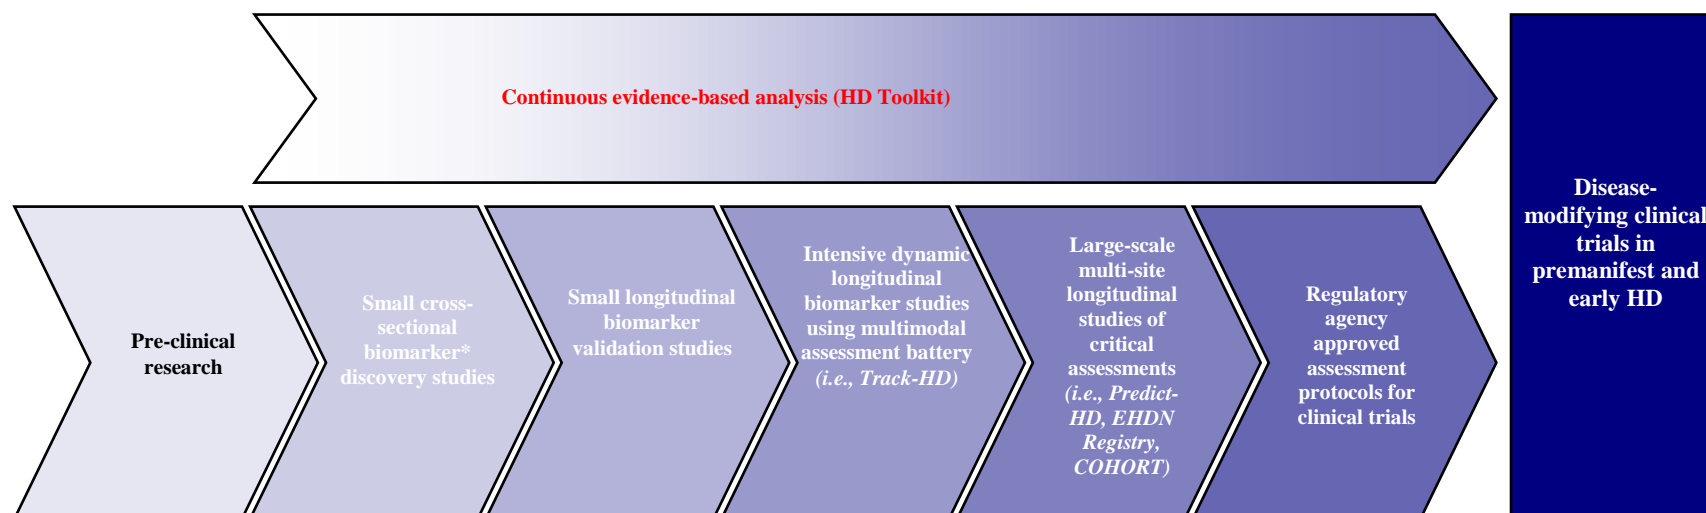 Continuous evidence-based analysis (HD Toolkit)
Pre-clinical
research
Small cross-
sectional
biomarker*
discovery studies
Small longitudinal
biomarker
validation studies
Intensive dynamic
longitudinal
biomarker studies
using multimodal
assessment battery
(i.e., Track-HD)
Large-scale
multi-site
longitudinal
studies of
critical
assessments
(i.e., Predict-
HD, EHDN
Registry,
COHORT)
Regulatory
agency
approved
assessment
protocols for
clinical trials
Disease-
modifying clinical
trials in
premanifest and
early HD